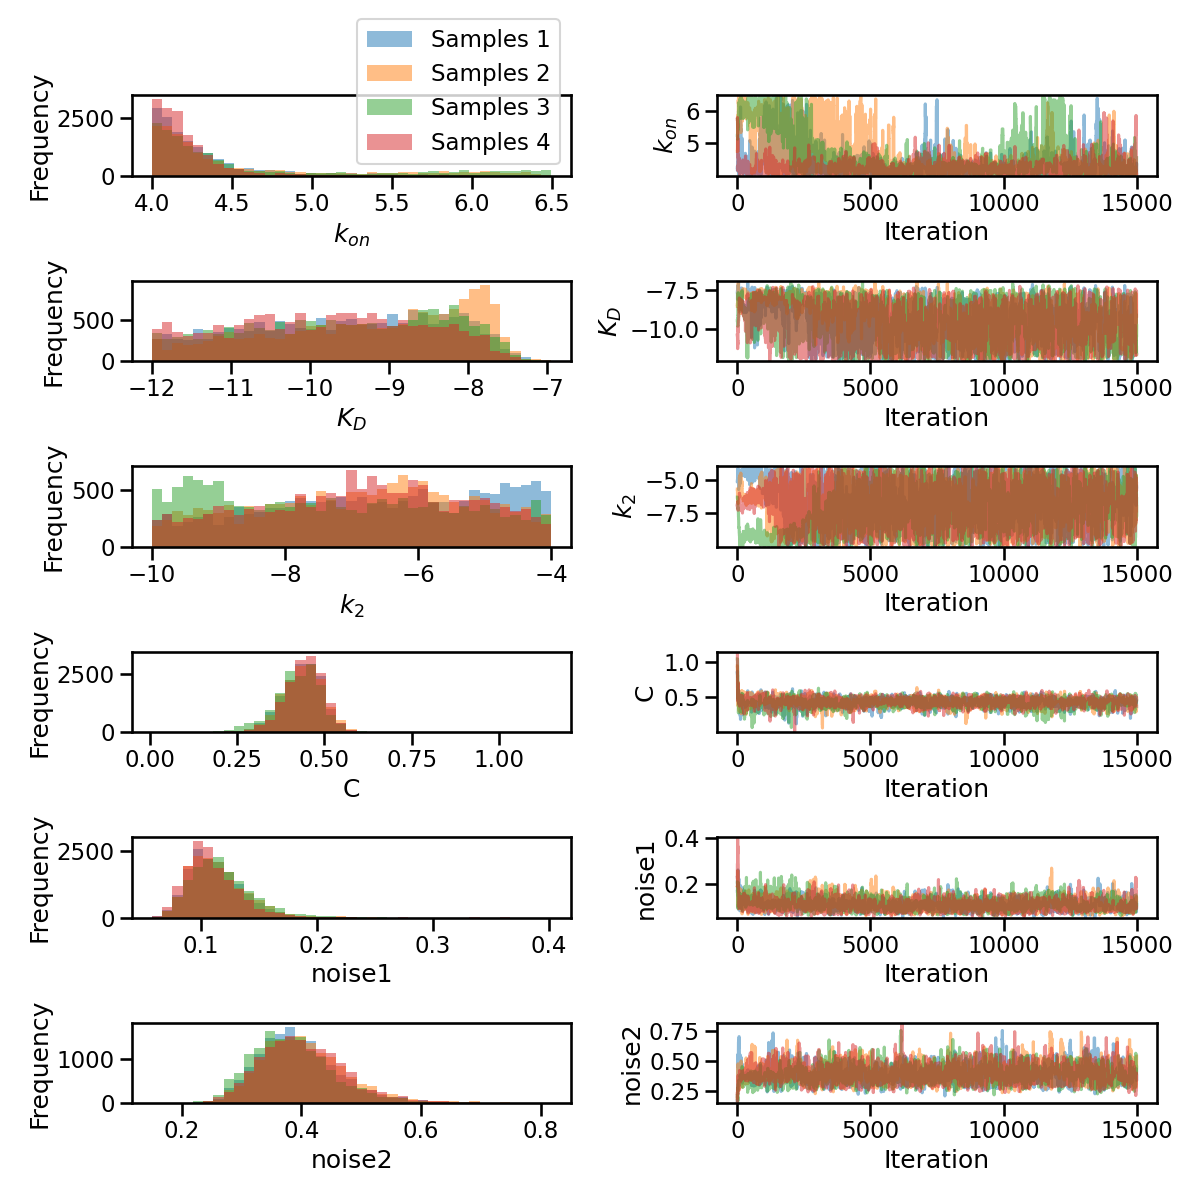 Samples 1
Samples 2
Samples 3
Samples 4
Frequency
2500
0
4.0 4.5 5.0 5.5 6.0 6.5
k_on
k_on
6
5
0 5000 10000 15000
Iteration
Frequency
500
0
−12 −11 −10 −9 −8 −7
K_D
K_D
−7.5
−10.0
0 5000 10000 15000
Iteration
Frequency
500
0
−10 −8 −6 −4
k_2
k_2
−5.0
−7.5
0 5000 10000 15000
Iteration
Frequency
2500
0
0.00 0.25 0.50 0.75 1.00
C
C
1.0
0.5
0 5000 10000 15000
Iteration
Frequency
2500
0
0.1 0.2 0.3 0.4
noise1
noise1
0.4
0.2
0 5000 10000 15000
Iteration
Frequency
1000
0
0.2 0.4 0.6 0.8
noise2
noise2
0.75
0.50
0.25
0 5000 10000 15000
Iteration